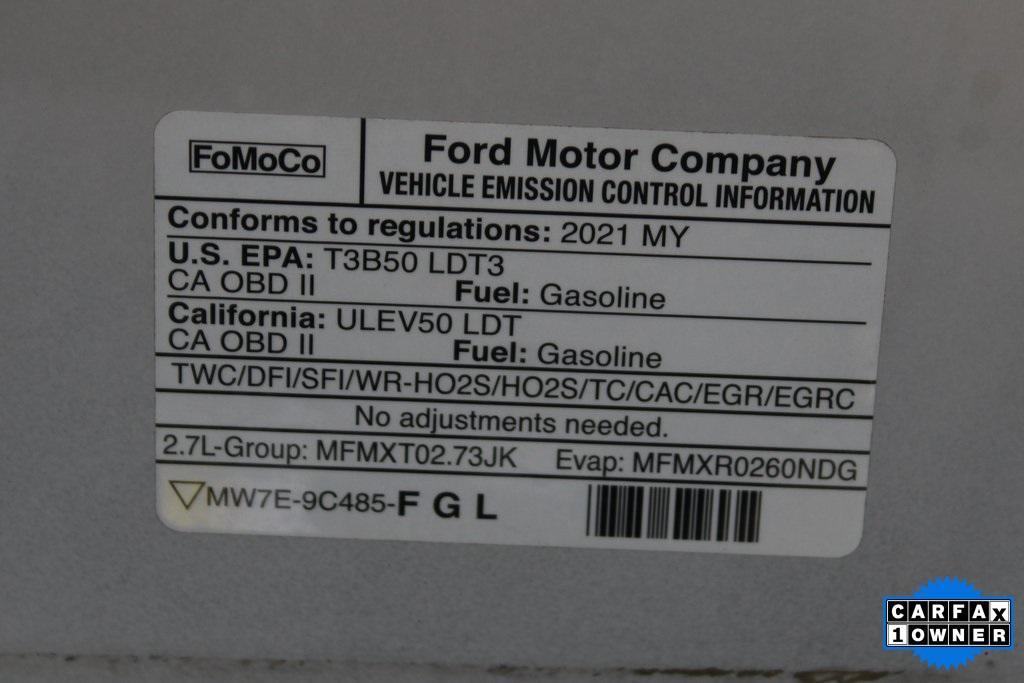 FoMoCo
Ford Motor Company
VEHICLE EMISSION CONTROL INFORMATION
Conforms to regulations: 2021 MY
U.S. EPA: T3B50 LDT3
CA OBD II Fuel: Gasoline
California: ULEV50 LDT
CA OBD II Fuel: Gasoline
TWC/DFI/SFI/WR-HO2S/HO2S/TC/CAC/EGR/EGRC
No adjustments needed.
2.7L-Group: MFMXT02.73JK Evap: MFMXR0260NDG
MW7E-9C485-F G L
CARFAX
1 OWNER